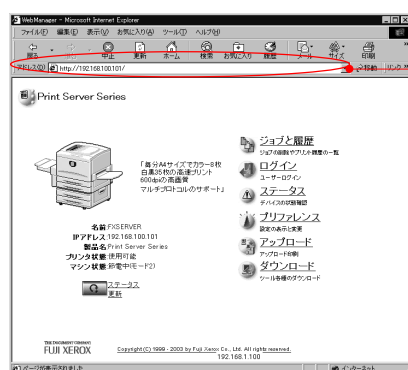 WebManager - Microsoft Internet Explorer
ファイル(F) 編集(E) 表示(V) お気に入り(A) ツール(T) ヘルプ(H)
戻る 中止 更新 ホーム 検索 お気に入り 履歴 メール サイズ 印刷
アドレス(D) http://192.168.100.101/ 移動 リンク
Print Server Series
ジョブと履歴
ジョブの削除やプリント履歴の一覧
ログイン
ユーザーログイン
ステータス
デバイスの状態確認
プリファレンス
設定の表示と変更
アップロード
アップロード印刷
ダウンロード
ツール各種のダウンロード
「毎分A4サイズでカラー8枚
白黒35枚の高速プリント
600dpiの高画質
マルチプロトコルのサポート」
名前:FXSERVER
IPアドレス:192.168.100.101
製品名:Print Server Series
プリンタ状態:使用可能
マシン状態:節電中(モード2)
ステータス
更新
THE DOCUMENT COMPANY
FUJI XEROX
Copyright (C) 1999 - 2003 by Fuji Xerox Co., Ltd. All rights reserved.
192.168.1.100
ページが表示されました
インターネット